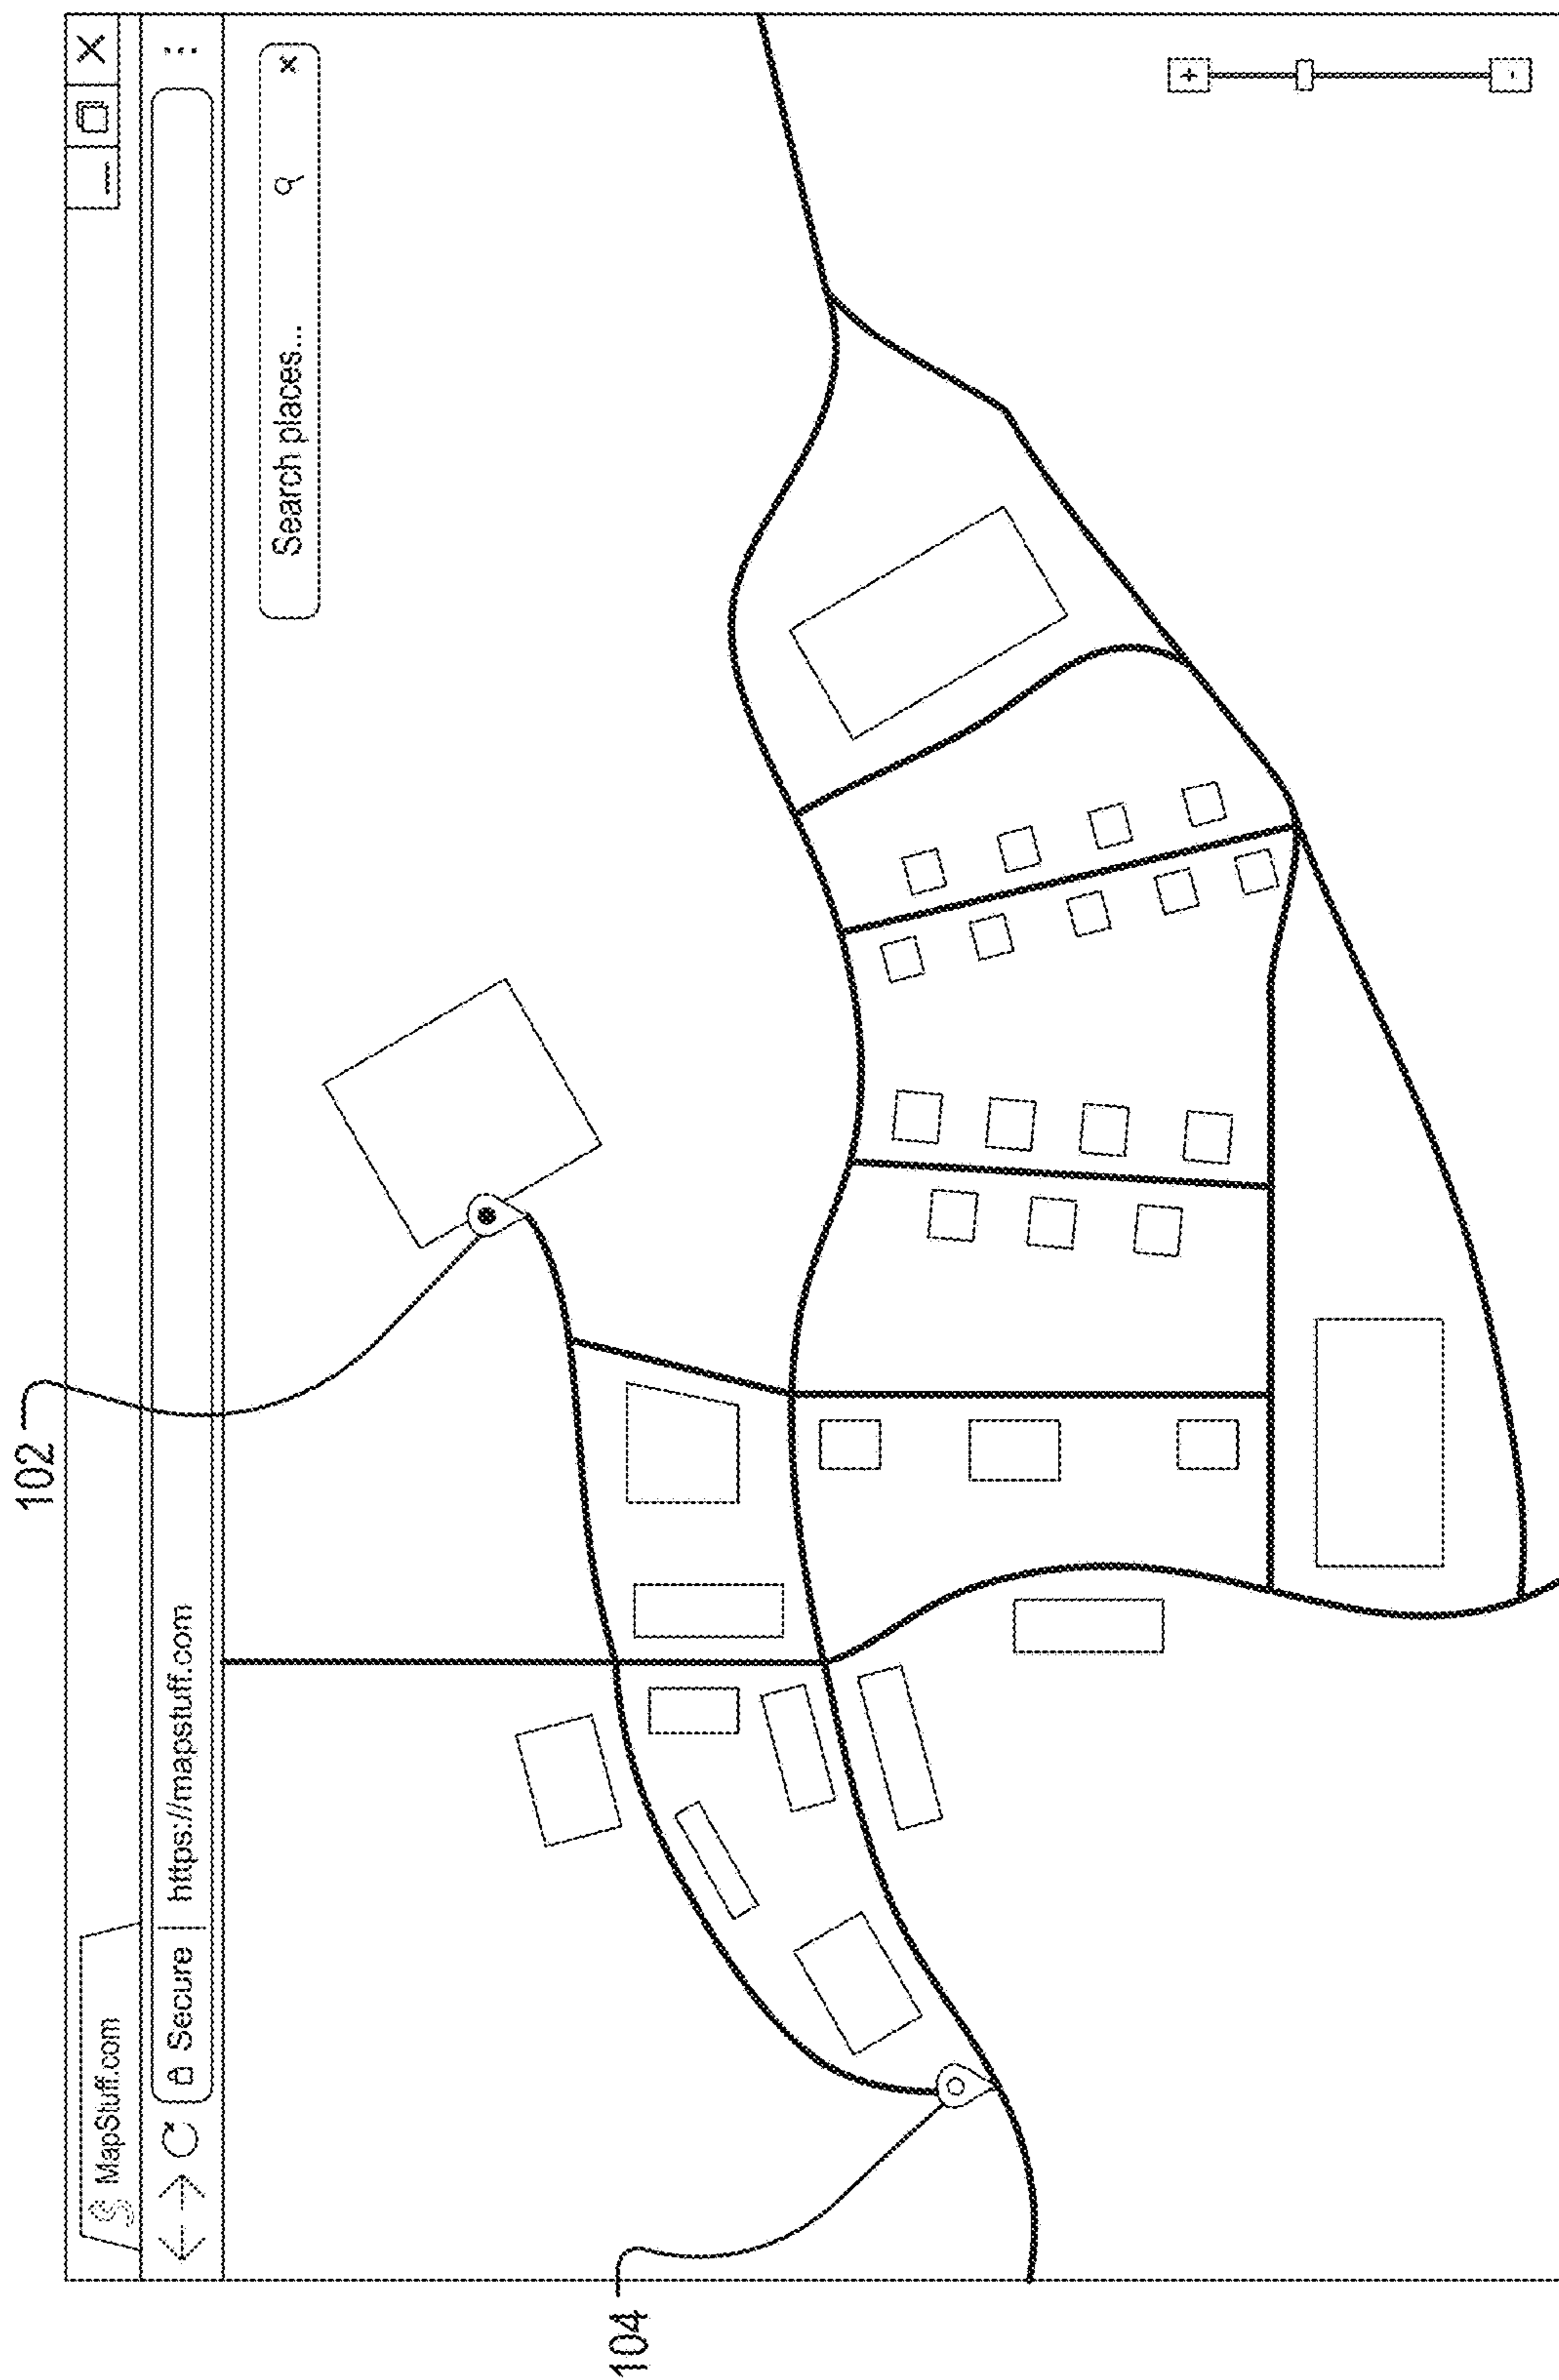 MapStuff.com
Secure | https://mapstuff.com
Search places...
102
104
+
-